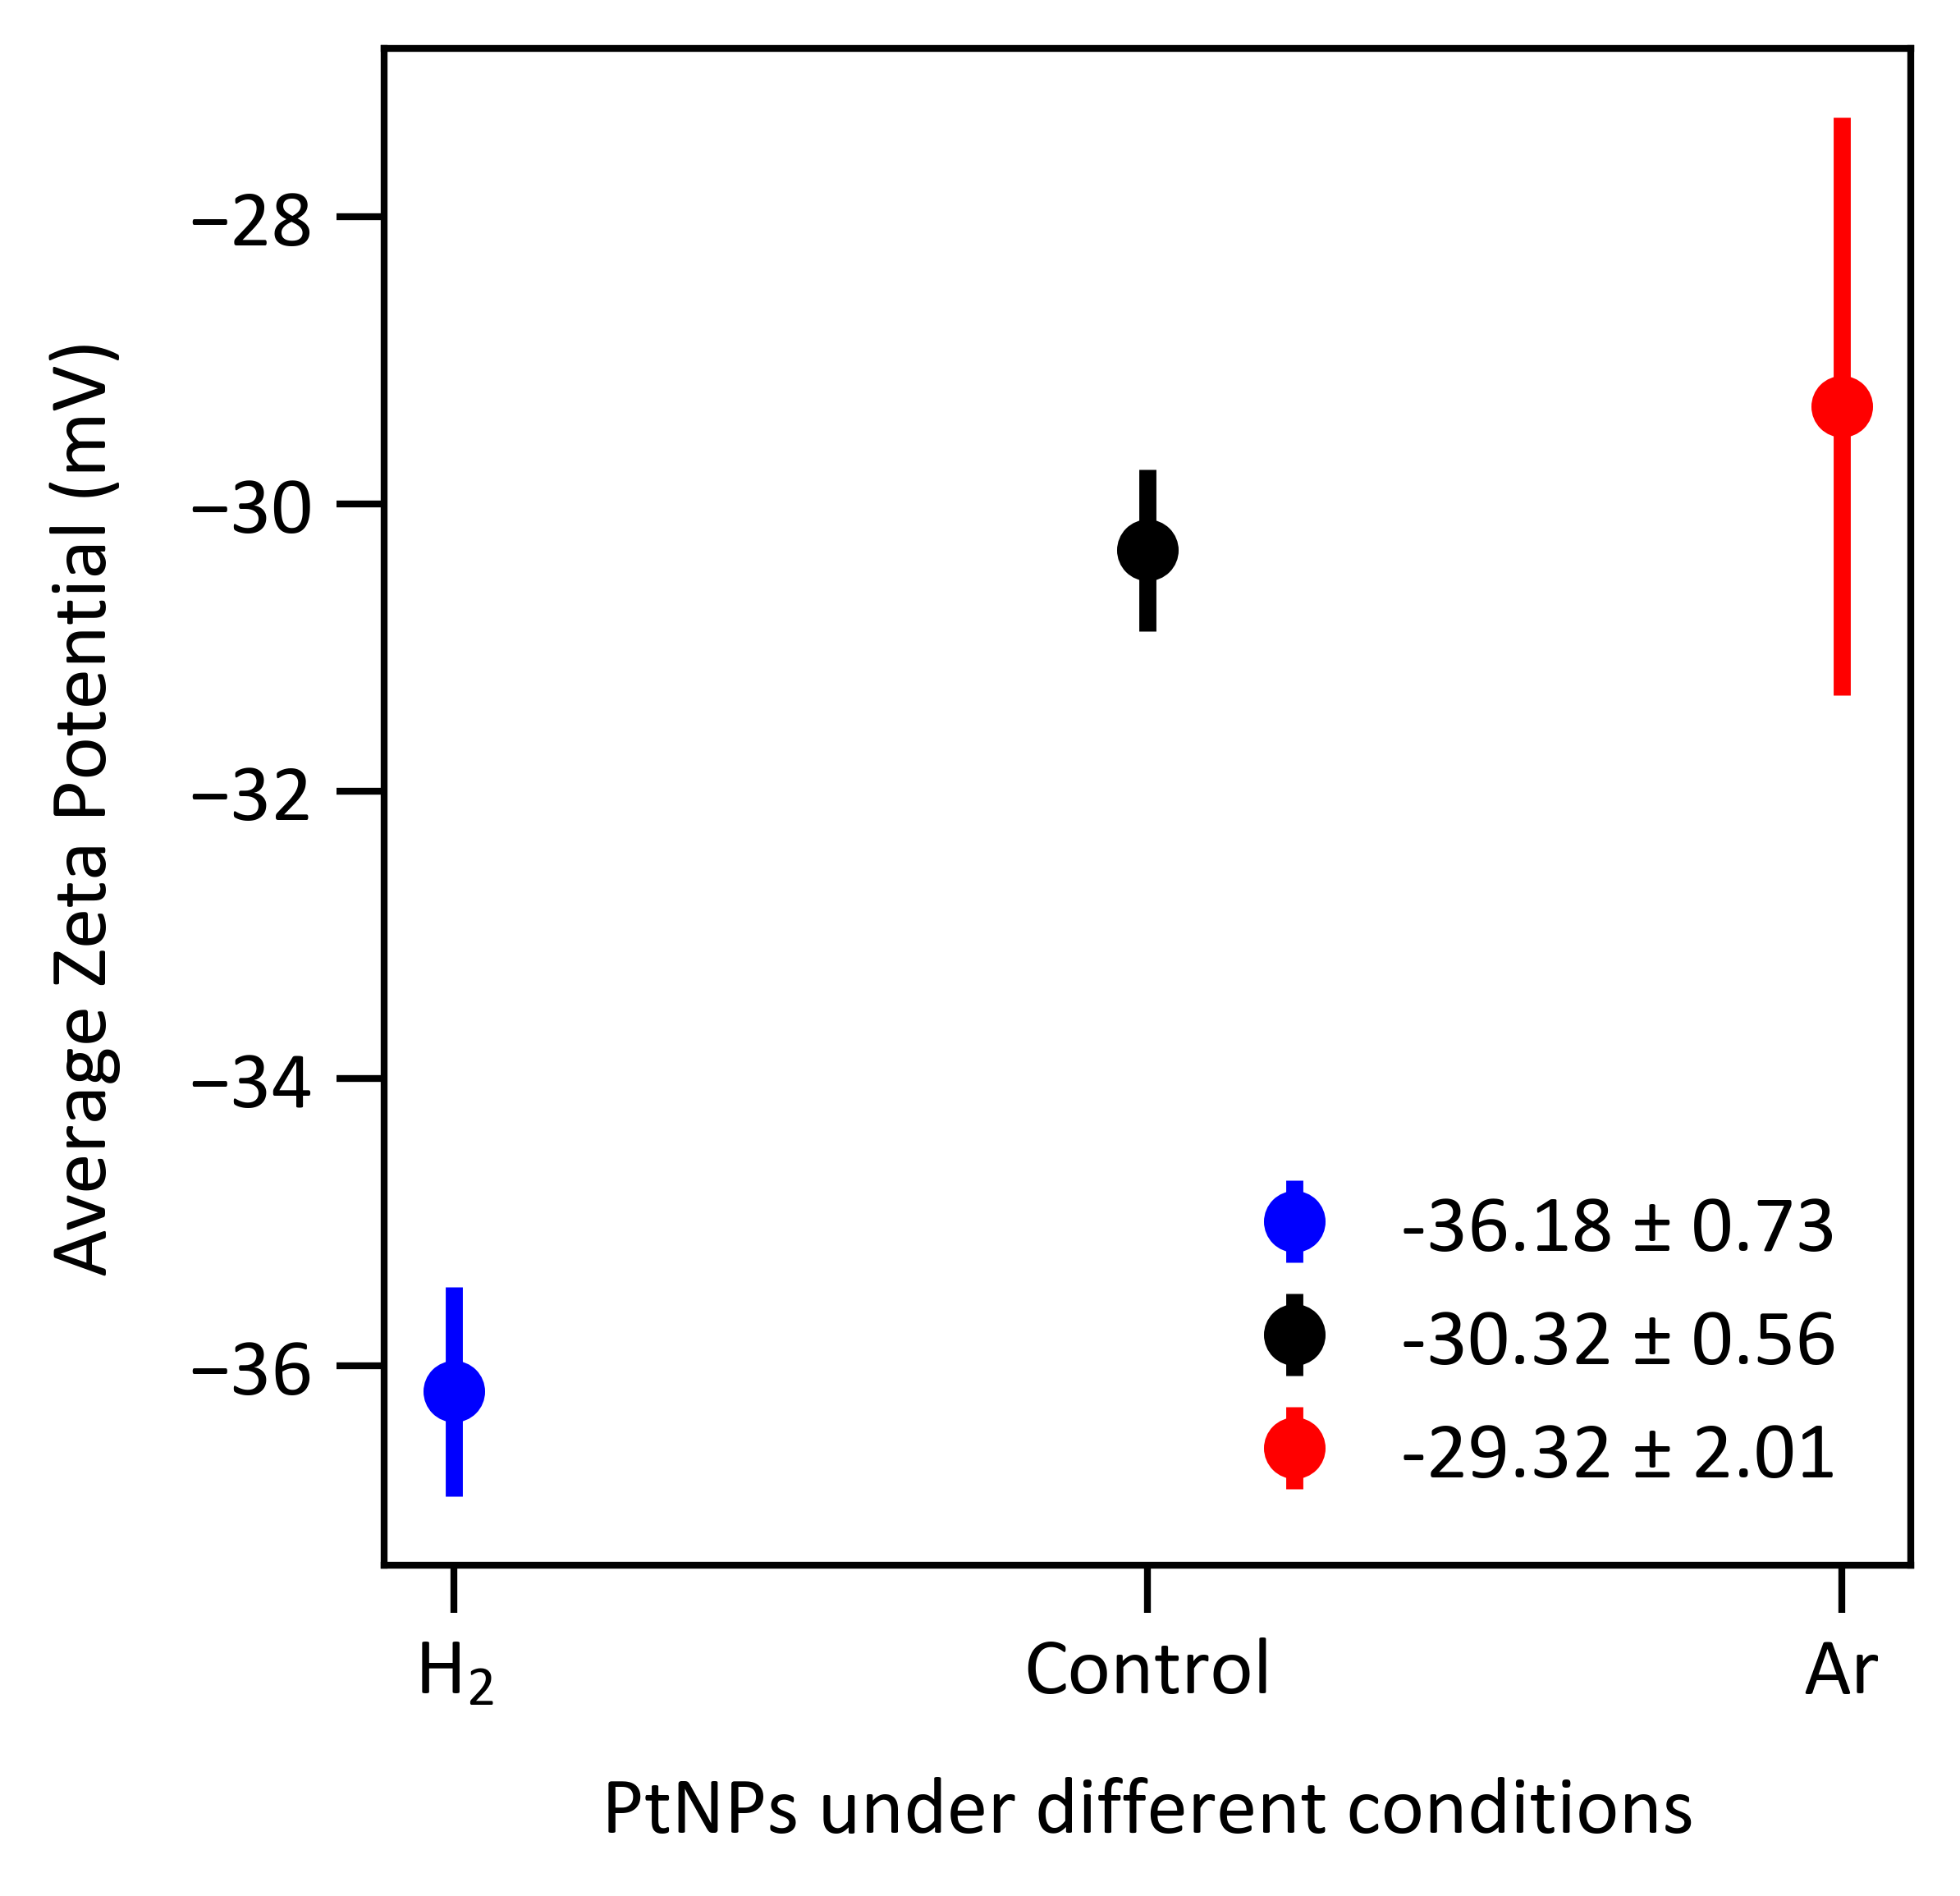 Average Zeta Potential (mV)
−28
−30
−32
−34
−36
-36.18 ± 0.73
-30.32 ± 0.56
-29.32 ± 2.01
H₂
Control
Ar
PtNPs under different conditions